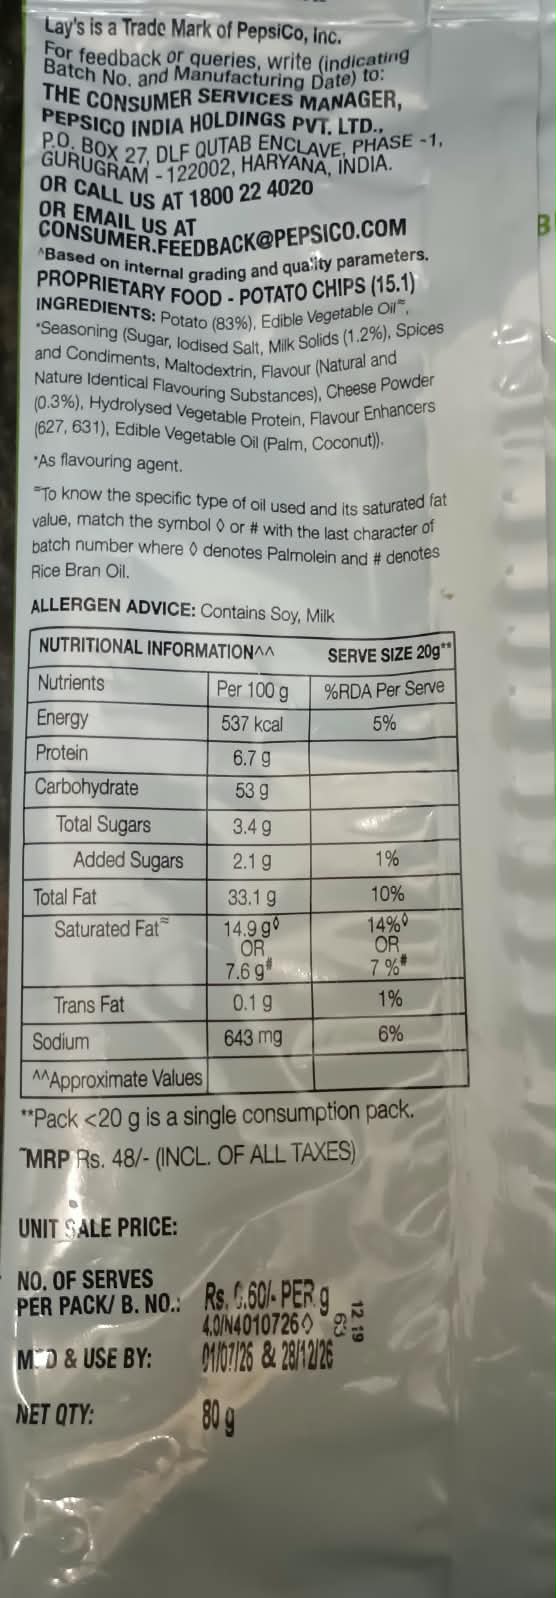 Lay's is a Trade Mark of PepsiCo, Inc.
For feedback or queries, write (indicating
Batch No. and Manufacturing Date) to:
THE CONSUMER SERVICES MANAGER,
PEPSICO INDIA HOLDINGS PVT. LTD.,
P.O. BOX 27, DLF QUTAB ENCLAVE, PHASE -1,
GURUGRAM - 122002, HARYANA, INDIA.
OR CALL US AT 1800 22 4020
OR EMAIL US AT
CONSUMER.FEEDBACK@PEPSICO.COM
^Based on internal grading and quality parameters.
PROPRIETARY FOOD - POTATO CHIPS (15.1)
INGREDIENTS: Potato (83%), Edible Vegetable Oil≈,
*Seasoning (Sugar, Iodised Salt, Milk Solids (1.2%), Spices
and Condiments, Maltodextrin, Flavour (Natural and
Nature Identical Flavouring Substances), Cheese Powder
(0.3%), Hydrolysed Vegetable Protein, Flavour Enhancers
(627, 631), Edible Vegetable Oil (Palm, Coconut)).
*As flavouring agent.
≈To know the specific type of oil used and its saturated fat
value, match the symbol ◊ or # with the last character of
batch number where ◊ denotes Palmolein and # denotes
Rice Bran Oil.
ALLERGEN ADVICE: Contains Soy, Milk
NUTRITIONAL INFORMATION^^ SERVE SIZE 20g**
Nutrients Per 100 g %RDA Per Serve
Energy 537 kcal 5%
Protein 6.7 g
Carbohydrate 53 g
Total Sugars 3.4 g
Added Sugars 2.1 g 1%
Total Fat 33.1 g 10%
Saturated Fat≈ 14.9 g◊ 14%◊
OR OR
7.6 g# 7 %#
Trans Fat 0.1 g 1%
Sodium 643 mg 6%
^^Approximate Values
**Pack <20 g is a single consumption pack.
~MRP Rs. 48/- (INCL. OF ALL TAXES)
UNIT SALE PRICE:
NO. OF SERVES
PER PACK/ B. NO.: Rs. 0.60/- PER g
4.0/N4010726◊
12 19
63
MFD & USE BY: 01/07/26 & 28/12/26
NET QTY: 80 g